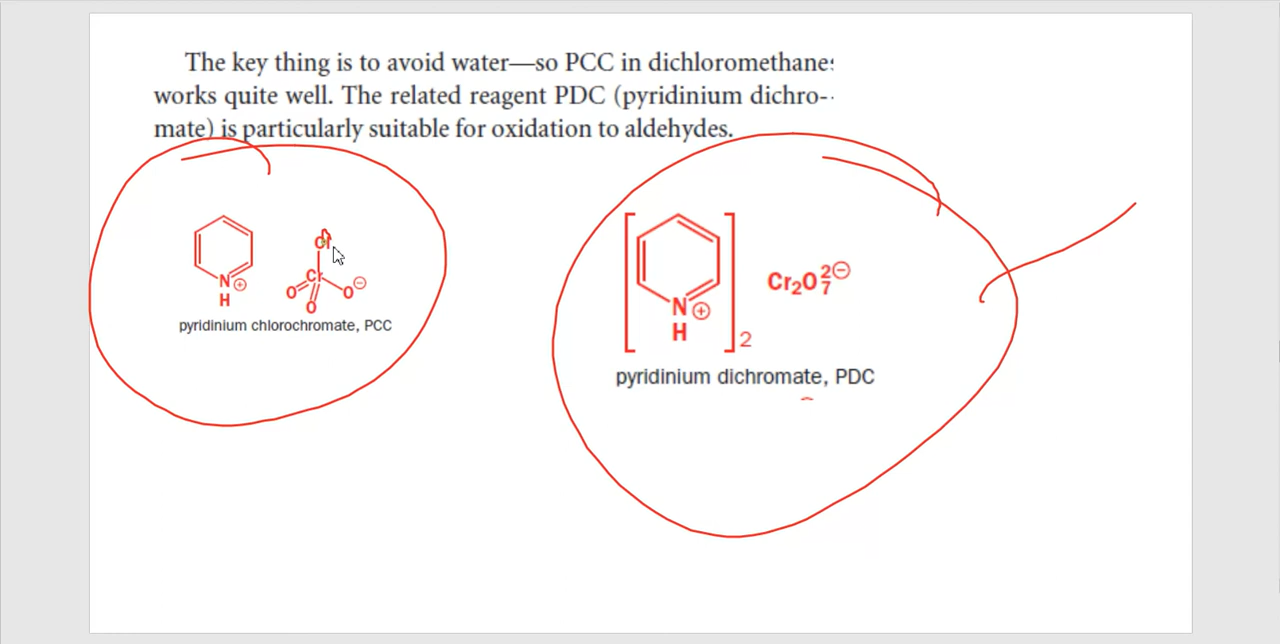 The key thing is to avoid water—so PCC in dichloromethane
works quite well. The related reagent PDC (pyridinium dichro-
mate) is particularly suitable for oxidation to aldehydes.
Cl
Cr
O
O
O⊖
N⊕
H
pyridinium chlorochromate, PCC
[N⊕
H]2
Cr2O7 2⊖
pyridinium dichromate, PDC